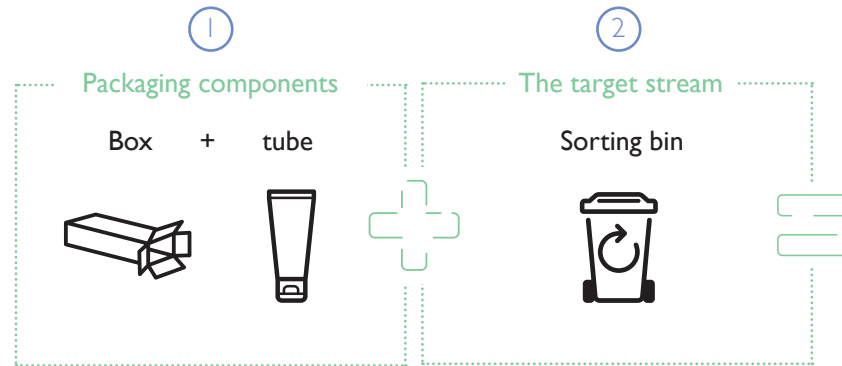 1
2
Packaging components
The target stream
Box + tube
Sorting bin